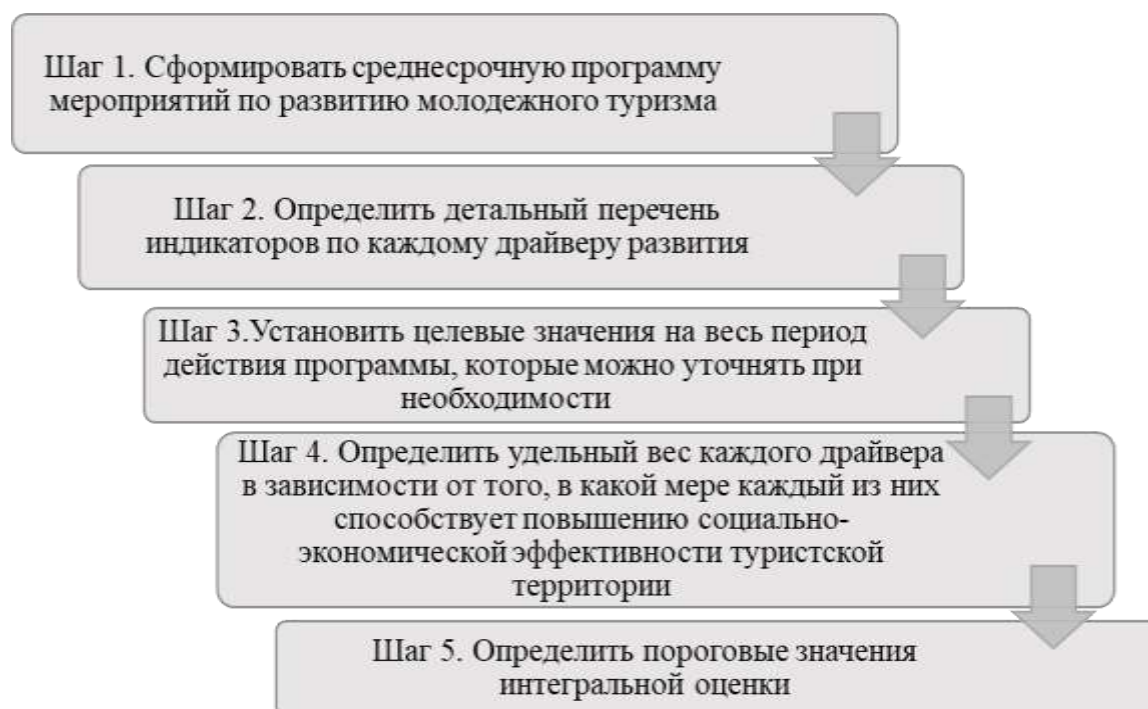 Шаг 1. Сформировать среднесрочную программу
мероприятий по развитию молодежного туризма
Шаг 2. Определить детальный перечень
индикаторов по каждому драйверу развития
Шаг 3.Установить целевые значения на весь период
действия программы, которые можно уточнять при
необходимости
Шаг 4. Определить удельный вес каждого драйвера
в зависимости от того, в какой мере каждый из них
способствует повышению социально-
экономической эффективности туристской
территории
Шаг 5. Определить пороговые значения
интегральной оценки